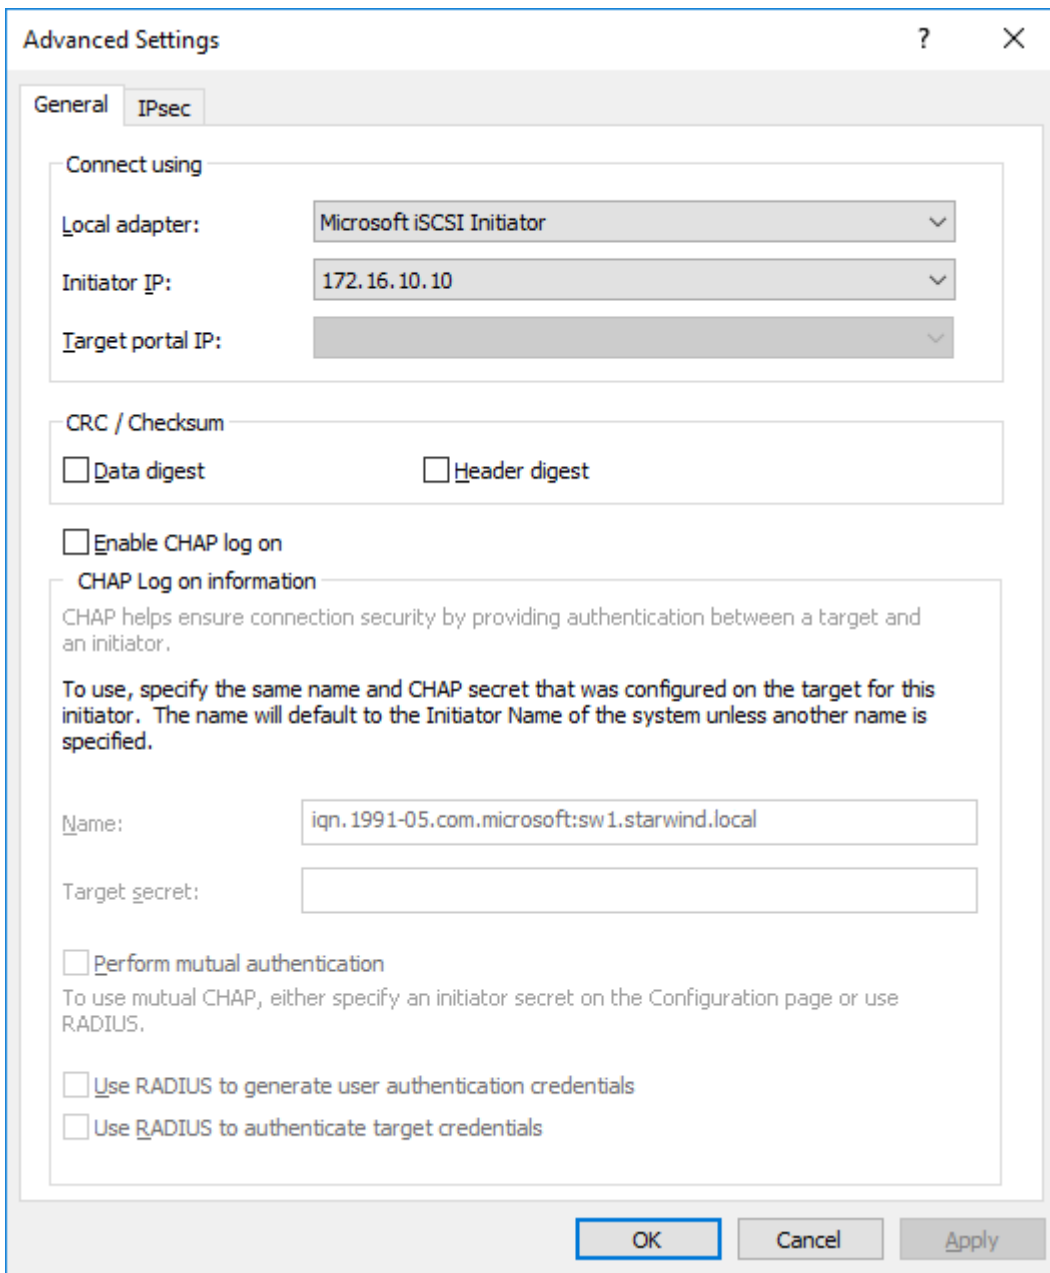 Advanced Settings
?
General
IPsec
Connect using
Local adapter:
Microsoft iSCSI Initiator
Initiator IP:
172.16.10.10
Target portal IP:
CRC / Checksum
Data digest
Header digest
Enable CHAP log on
CHAP Log on information
CHAP helps ensure connection security by providing authentication between a target and
an initiator.
To use, specify the same name and CHAP secret that was configured on the target for this
initiator.  The name will default to the Initiator Name of the system unless another name is
specified.
Name:
iqn.1991-05.com.microsoft:sw1.starwind.local
Target secret:
Perform mutual authentication
To use mutual CHAP, either specify an initiator secret on the Configuration page or use
RADIUS.
Use RADIUS to generate user authentication credentials
Use RADIUS to authenticate target credentials
OK
Cancel
Apply